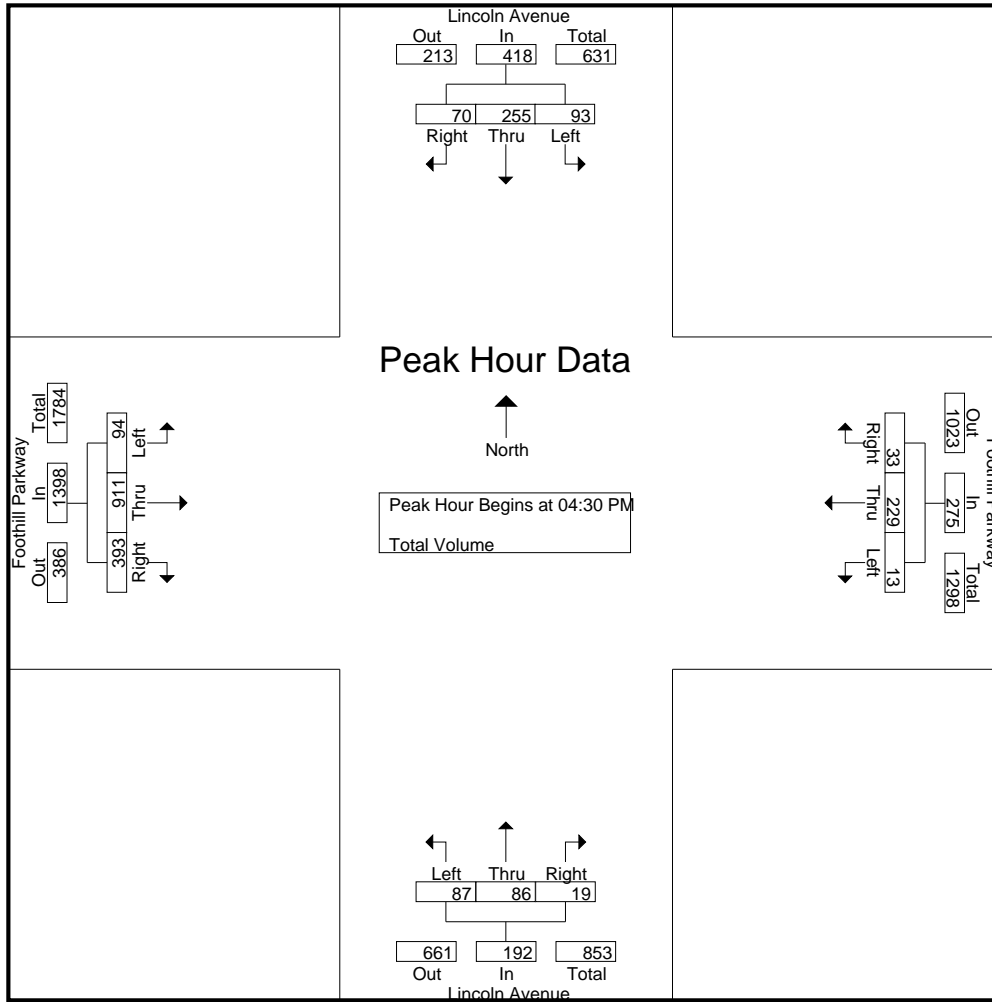 Lincoln Avenue
Out In Total
213 418 631
70 255 93
Right Thru Left
Peak Hour Data
North
Peak Hour Begins at 04:30 PM
Total Volume
Foothill Parkway
Total In Out
1784 1398 386
94 911 393
Left Thru Right
Right Thru Left
33 229 13
1023 275 1298
Out In Total
Foothill Parkway
Left Thru Right
87 86 19
661 192 853
Out In Total
Lincoln Avenue